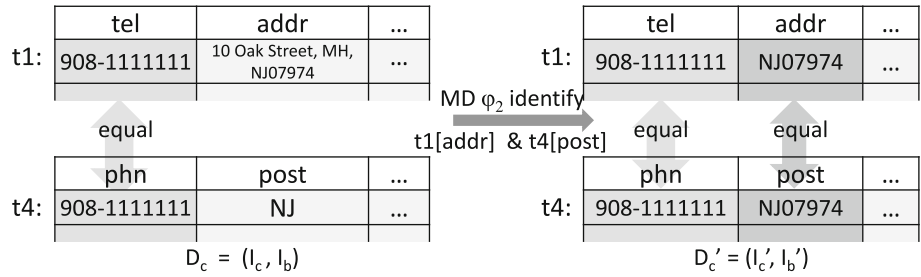 tel addr ... tel addr ...
t1: 908-1111111 10 Oak Street, MH, NJ07974 ... t1: 908-1111111 NJ07974 ...
MD φ₂ identify
equal equal equal
t1[addr] & t4[post]
phn post ... phn post ...
t4: 908-1111111 NJ ... t4: 908-1111111 NJ07974 ...
D_c = (I_c , I_b) D_c’ = (I_c’, I_b’)